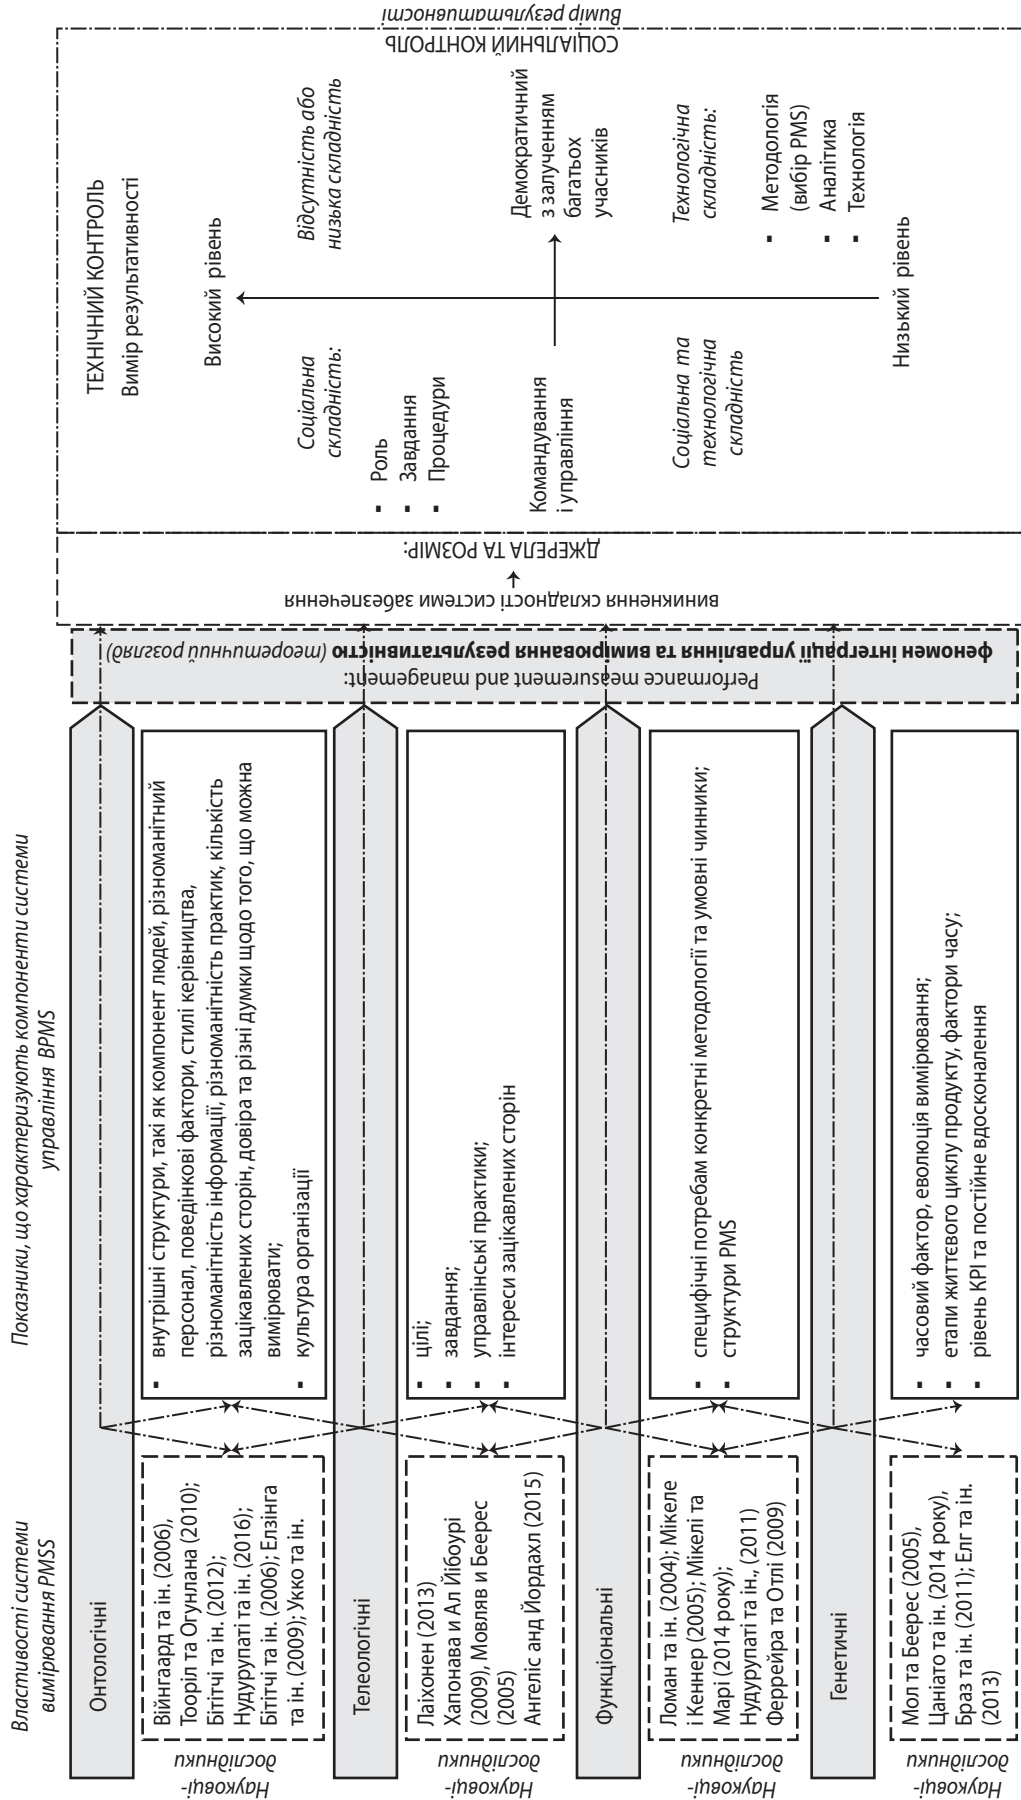 Властивості системи
вимірювання PMSS
Показники, що характеризують компоненти системи
управління BPMS
Онтологічні
Науковці-
дослідники
Війнгаард та ін. (2006),
Тооріл та Огулана (2010);
Бітічі та ін. (2012);
Нудурупаті та ін. (2016);
Бітічі та ін. (2006); Елзінга
та ін. (2009); Укко та ін.
▪ внутрішні структури, такі як компонент людей, різноманітний
персонал, поведінкові фактори, стилі керівництва,
різноманітність інформації, різноманітність практик, кількість
зацікавлених сторін, довіра та різні думки щодо того, що можна
вимірювати;
▪ культура організації
Телеологічні
Науковці-
дослідники
Лаіхонен (2013)
Хапонава и Ал Йібоурі
(2009), Мовляв и Беерес
(2005)
Ангеліс анд Йордахл (2015)
▪ цілі;
▪ завдання;
▪ управлінські практики;
▪ інтереси зацікавлених сторін
Функціональні
Науковці-
дослідники
Ломан та ін. (2004); Мікеле
і Кеннер (2005); Мікелі та
Марі (2014 року);
Нудурупаті та ін., (2011)
Феррейра та Отлі (2009)
▪ специфічні потребам конкретні методології та умовні чинники;
▪ структури PMS
Генетичні
Науковці-
дослідники
Мол та Беерес (2005),
Цаніато та ін. (2014 року),
Браз та ін. (2011); Елг та ін.
(2013)
▪ часовий фактор, еволюція вимірювання;
▪ етапи життєвого циклу продукту, фактори часу;
▪ рівень KPI та постійне вдосконалення
Performance measurement and management:
феномен інтеграції управління та вимірювання результативністю (теоретичний розгляд)
виникнення складності системи забезпечення
ДЖЕРЕЛА ТА РОЗМІР:
ТЕХНІЧНИЙ КОНТРОЛЬ
Вимір результативності
Високий рівень
Соціальна
складність:
▪ Роль
▪ Завдання
▪ Процедури
Відсутність або
низька складність
Командування
і управління
Демократичний
з залученням
багатьох
учасників
Соціальна та
технологічна
складність
Технологічна
складність:
▪ Методологія
(вибір PMS)
▪ Аналітика
▪ Технологія
Низький рівень
СОЦІАЛЬНИЙ КОНТРОЛЬ
Вимір результативності